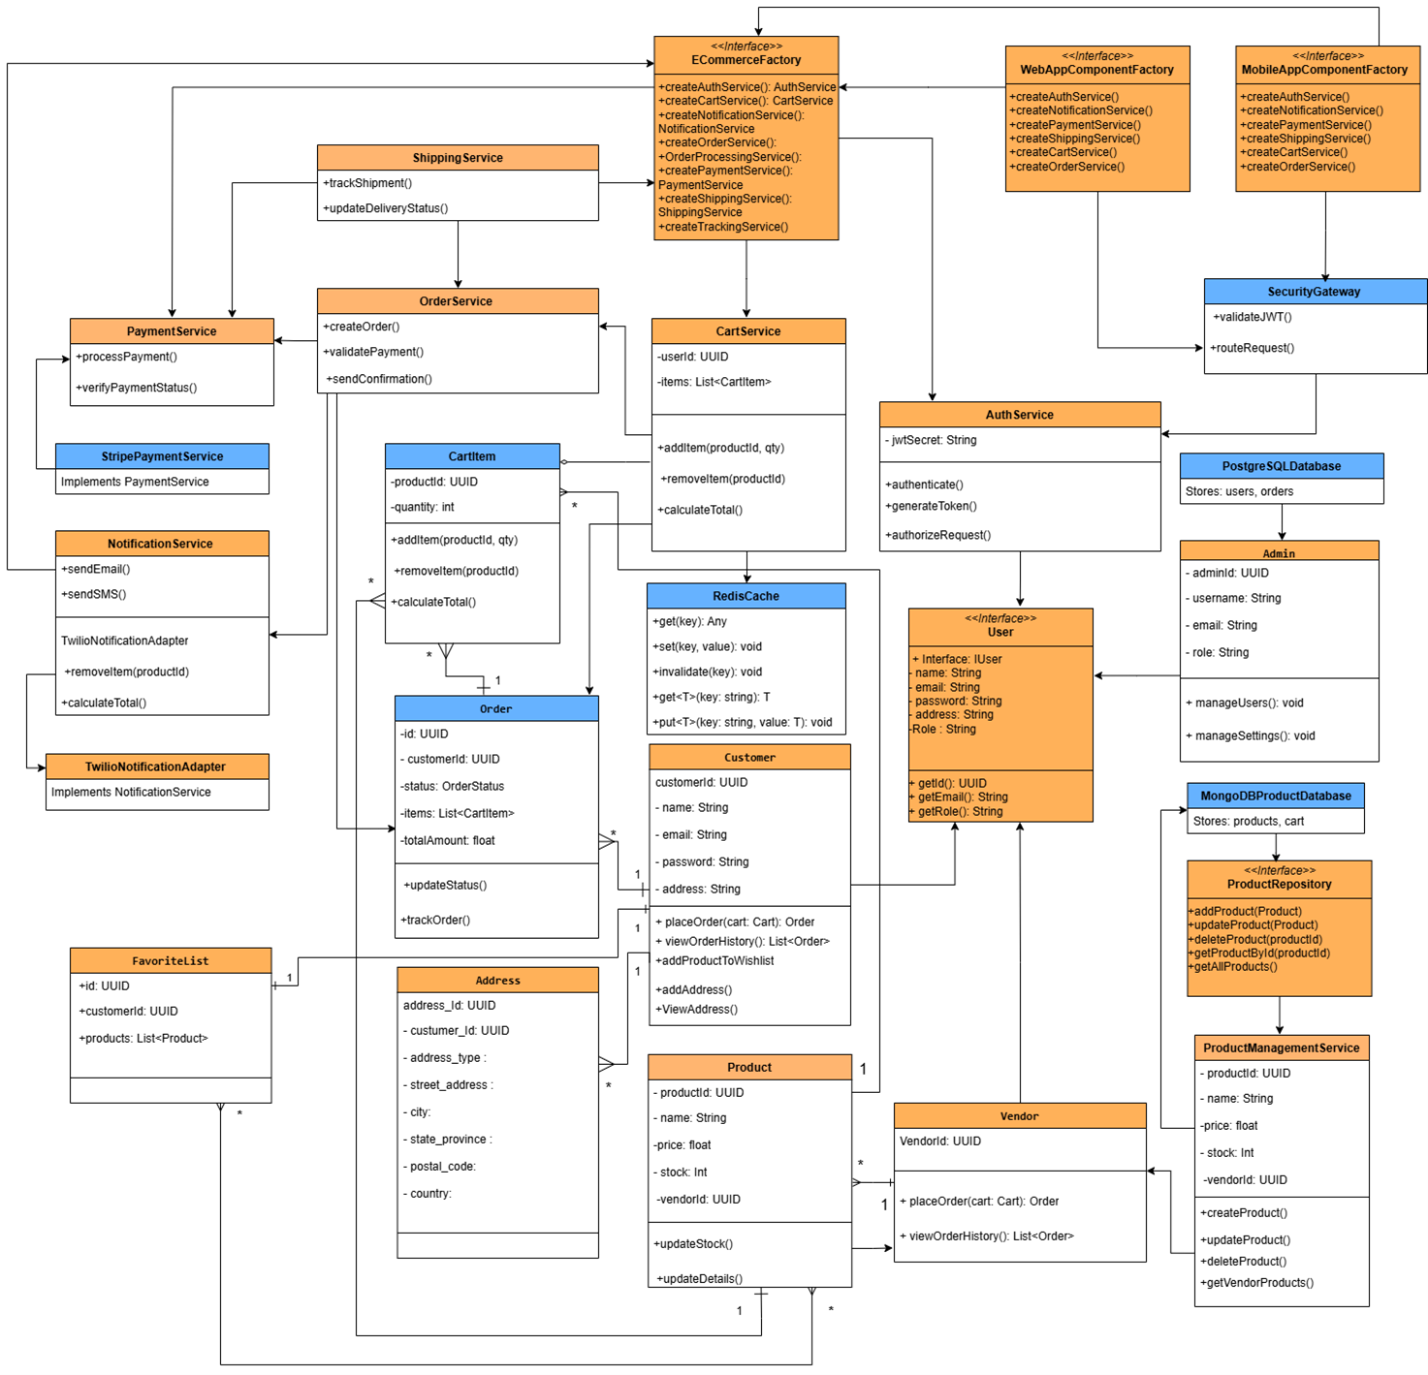 <<Interface>>
ECommerceFactory
+createAuthService(): AuthService
+createCartService(): CartService
+createNotificationService():
NotificationService
+createOrderService():
+OrderProcessingService():
+createPaymentService():
PaymentService
+createShippingService():
ShippingService
+createTrackingService()
<<Interface>>
WebAppComponentFactory
+createAuthService()
+createNotificationService()
+createPaymentService()
+createShippingService()
+createCartService()
+createOrderService()
<<Interface>>
MobileAppComponentFactory
+createAuthService()
+createNotificationService()
+createPaymentService()
+createShippingService()
+createCartService()
+createOrderService()
ShippingService
+trackShipment()
+updateDeliveryStatus()
SecurityGateway
+validateJWT()
+routeRequest()
OrderService
+createOrder()
+validatePayment()
+sendConfirmation()
PaymentService
+processPayment()
+verifyPaymentStatus()
CartService
-userId: UUID
-items: List<CartItem>
+addItem(productId, qty)
+removeItem(productId)
+calculateTotal()
AuthService
- jwtSecret: String
+authenticate()
+generateToken()
+authorizeRequest()
StripePaymentService
Implements PaymentService
CartItem
-productId: UUID
-quantity: int
+addItem(productId, qty)
+removeItem(productId)
+calculateTotal()
*
*
*
1
PostgreSQLDatabase
Stores: users, orders
NotificationService
+sendEmail()
+sendSMS()
TwilioNotificationAdapter
+removeItem(productId)
+calculateTotal()
Admin
- adminId: UUID
- username: String
- email: String
- role: String
+ manageUsers(): void
+ manageSettings(): void
RedisCache
+get(key): Any
+set(key, value): void
+invalidate(key): void
+get<T>(key: string): T
+put<T>(key: string, value: T): void
<<Interface>>
User
+ Interface: IUser
- name: String
- email: String
- password: String
- address: String
-Role : String
+ getId(): UUID
+ getEmail(): String
+ getRole(): String
Order
-id: UUID
- customerId: UUID
-status: OrderStatus
-items: List<CartItem>
-totalAmount: float
+updateStatus()
+trackOrder()
TwilioNotificationAdapter
Implements NotificationService
Customer
customerId: UUID
- name: String
- email: String
- password: String
- address: String
+ placeOrder(cart: Cart): Order
+ viewOrderHistory(): List<Order>
+addProductToWishlist
+addAddress()
+ViewAddress()
*
1
1
1
MongoDBProductDatabase
Stores: products, cart
<<Interface>>
ProductRepository
+addProduct(Product)
+updateProduct(Product)
+deleteProduct(productId)
+getProductById(productId)
+getAllProducts()
FavoriteList
+id: UUID
+customerId: UUID
+products: List<Product>
1
*
Address
address_Id: UUID
- custumer_Id: UUID
- address_type :
- street_address :
- city:
- state_province :
- postal_code:
- country:
*
Product
- productId: UUID
- name: String
-price: float
- stock: Int
-vendorId: UUID
+updateStock()
+updateDetails()
1
*
1
1
*
Vendor
VendorId: UUID
+ placeOrder(cart: Cart): Order
+ viewOrderHistory(): List<Order>
ProductManagementService
- productId: UUID
- name: String
-price: float
- stock: Int
-vendorId: UUID
+createProduct()
+updateProduct()
+deleteProduct()
+getVendorProducts()